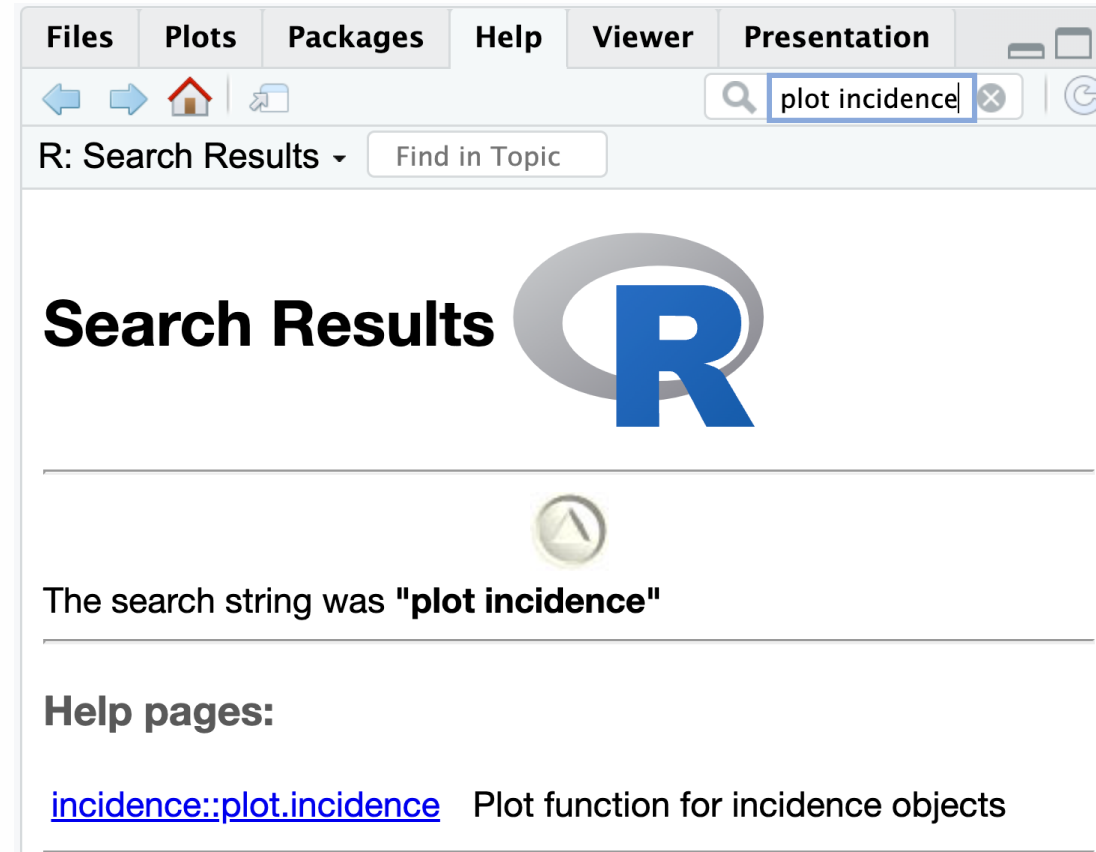 Files Plots Packages Help Viewer Presentation
plot incidence
R: Search Results Find in Topic
Search Results R
The search string was "plot incidence"
Help pages:
incidence::plot.incidence Plot function for incidence objects